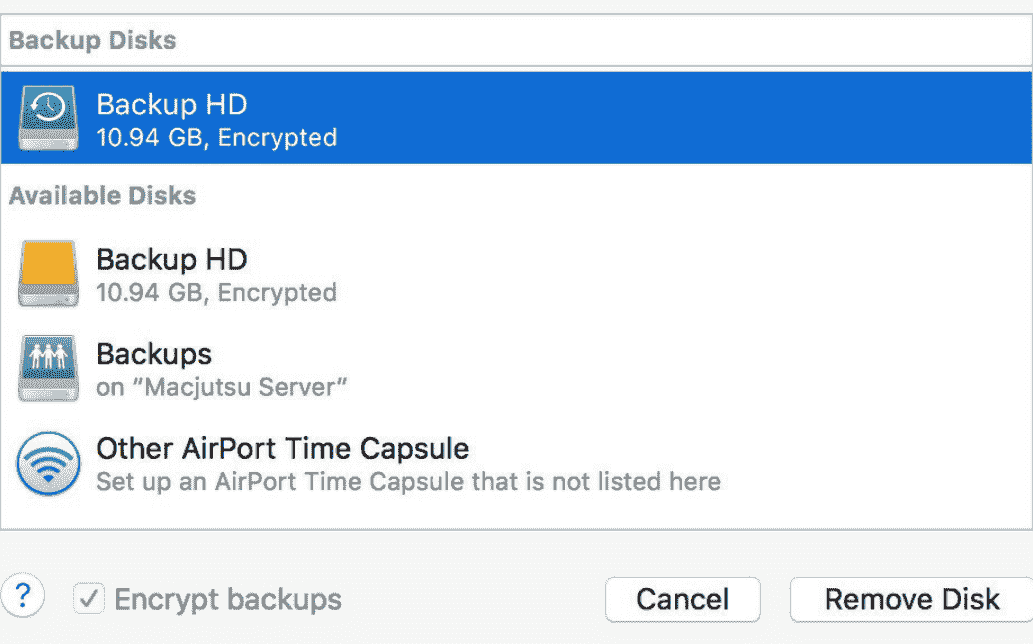 Backup Disks
Backup HD
10.94 GB, Encrypted
Available Disks
Backup HD
10.94 GB, Encrypted
Backups
on “Macjutsu Server”
Other AirPort Time Capsule
Set up an AirPort Time Capsule that is not listed here
? Encrypt backups Cancel Remove Disk